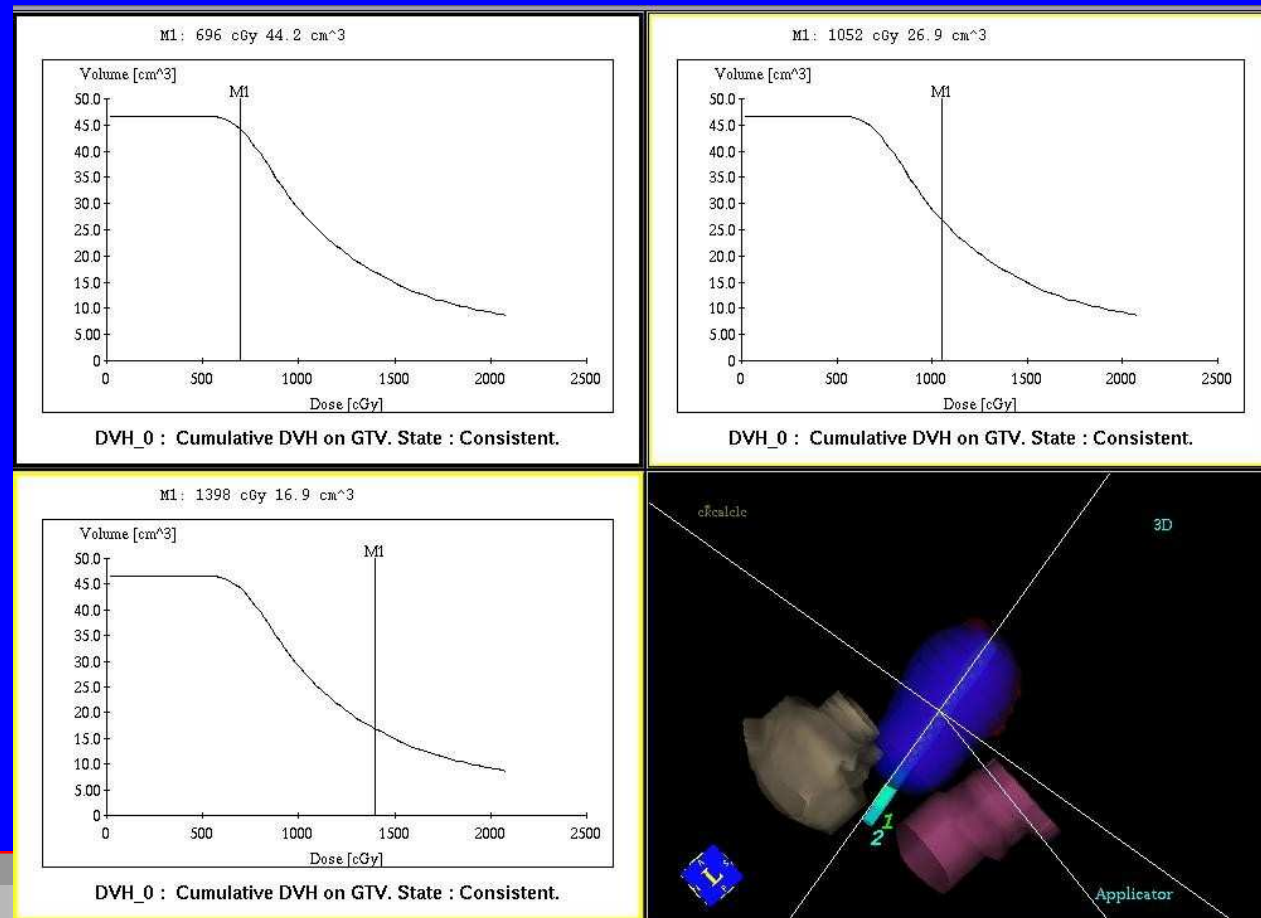 M1: 696 cGy 44.2 cm^3
Volume [cm^3]
M1
50.0
45.0
40.0
35.0
30.0
25.0
20.0
15.0
10.0
5.00
0
0 500 1000 1500 2000 2500
Dose [cGy]
DVH_0 : Cumulative DVH on GTV. State : Consistent.
M1: 1052 cGy 26.9 cm^3
Volume [cm^3]
M1
50.0
45.0
40.0
35.0
30.0
25.0
20.0
15.0
10.0
5.00
0
0 500 1000 1500 2000 2500
Dose [cGy]
DVH_0 : Cumulative DVH on GTV. State : Consistent.
M1: 1398 cGy 16.9 cm^3
Volume [cm^3]
M1
50.0
45.0
40.0
35.0
30.0
25.0
20.0
15.0
10.0
5.00
0
0 500 1000 1500 2000 2500
Dose [cGy]
DVH_0 : Cumulative DVH on GTV. State : Consistent.
3D
1
2
L
Applicator